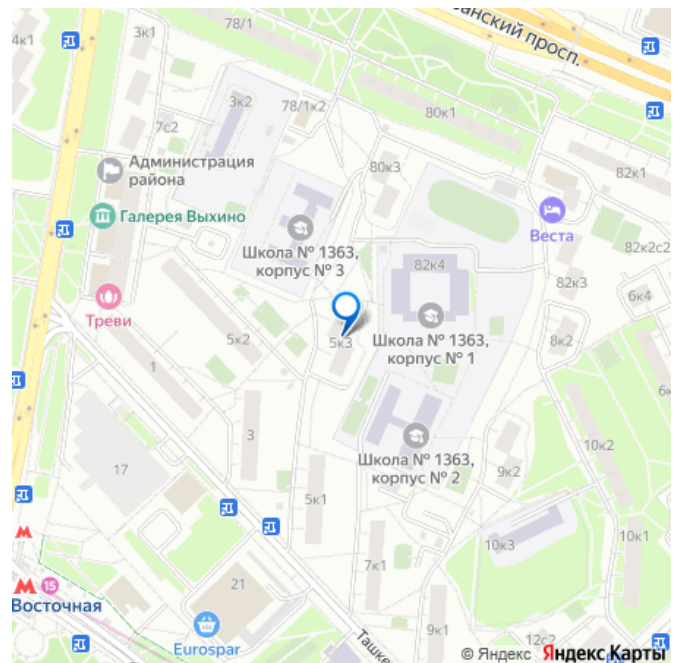 78/1
занский просп.
4к1
3к1
3к2
78/1к2
80к1
7с2
Администрация
района
80к3
82к1
Галерея Выхино
Веста
Школа № 1363,
корпус № 3
82к4
82к2с2
82к3
6к4
Треви
5к2
5к3
Школа № 1363,
корпус № 1
8к2
1
6к
3
10к2
17
Школа № 1363,
корпус № 2
9к2
5к1
10к1
10к3
7к1
15
21
Восточная
9к1
12с2
Eurospar
Ташке
© Яндекс Яндекс Карты